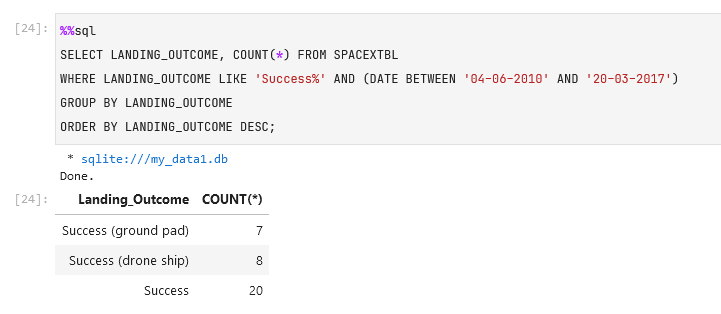 [24]: %%sql
SELECT LANDING_OUTCOME, COUNT(*) FROM SPACEXTBL
WHERE LANDING_OUTCOME LIKE 'Success%' AND (DATE BETWEEN '04-06-2010' AND '20-03-2017')
GROUP BY LANDING_OUTCOME
ORDER BY LANDING_OUTCOME DESC;
* sqlite:///my_data1.db
Done.
[24]: Landing_Outcome COUNT(*)
Success (ground pad) 7
Success (drone ship) 8
Success 20